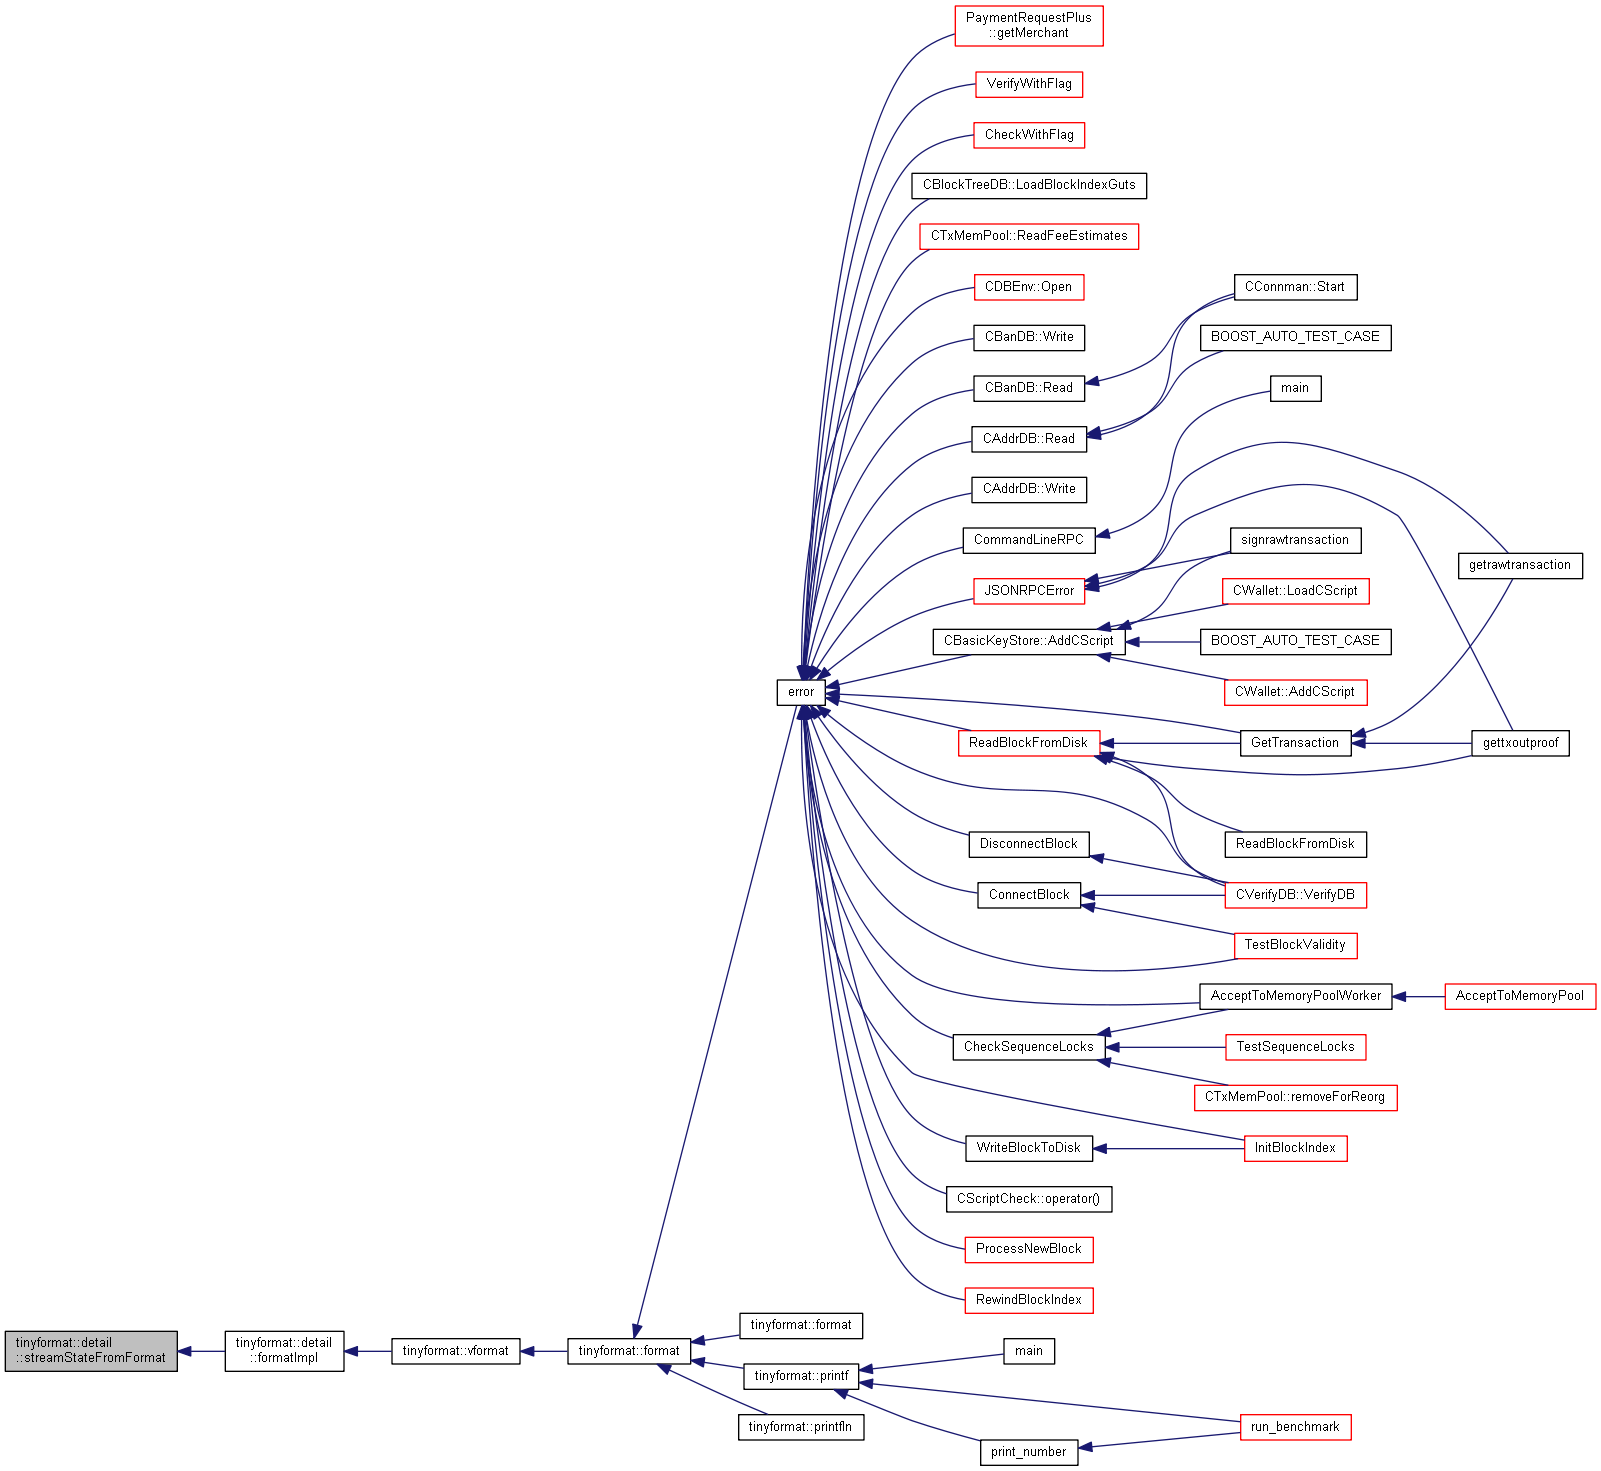 PaymentRequestPlus
::getMerchant
VerifyWithFlag
CheckWithFlag
CBlockTreeDB::LoadBlockIndexGuts
CTxMemPool::ReadFeeEstimates
CDBEnv::Open
CConnman::Start
CBanDB::Write
BOOST_AUTO_TEST_CASE
CBanDB::Read
main
CAddrDB::Read
CAddrDB::Write
CommandLineRPC
signrawtransaction
getrawtransaction
JSONRPCError
CWallet::LoadCScript
CBasicKeyStore::AddCScript
BOOST_AUTO_TEST_CASE
error
CWallet::AddCScript
ReadBlockFromDisk
GetTransaction
gettxoutproof
DisconnectBlock
ReadBlockFromDisk
ConnectBlock
CVerifyDB::VerifyDB
TestBlockValidity
AcceptToMemoryPoolWorker
AcceptToMemoryPool
CheckSequenceLocks
TestSequenceLocks
CTxMemPool::removeForReorg
WriteBlockToDisk
InitBlockIndex
CScriptCheck::operator()
ProcessNewBlock
RewindBlockIndex
tinyformat::format
tinyformat::detail
::streamStateFromFormat
tinyformat::detail
::formatImpl
tinyformat::vformat
tinyformat::format
main
tinyformat::printf
tinyformat::printfln
run_benchmark
print_number